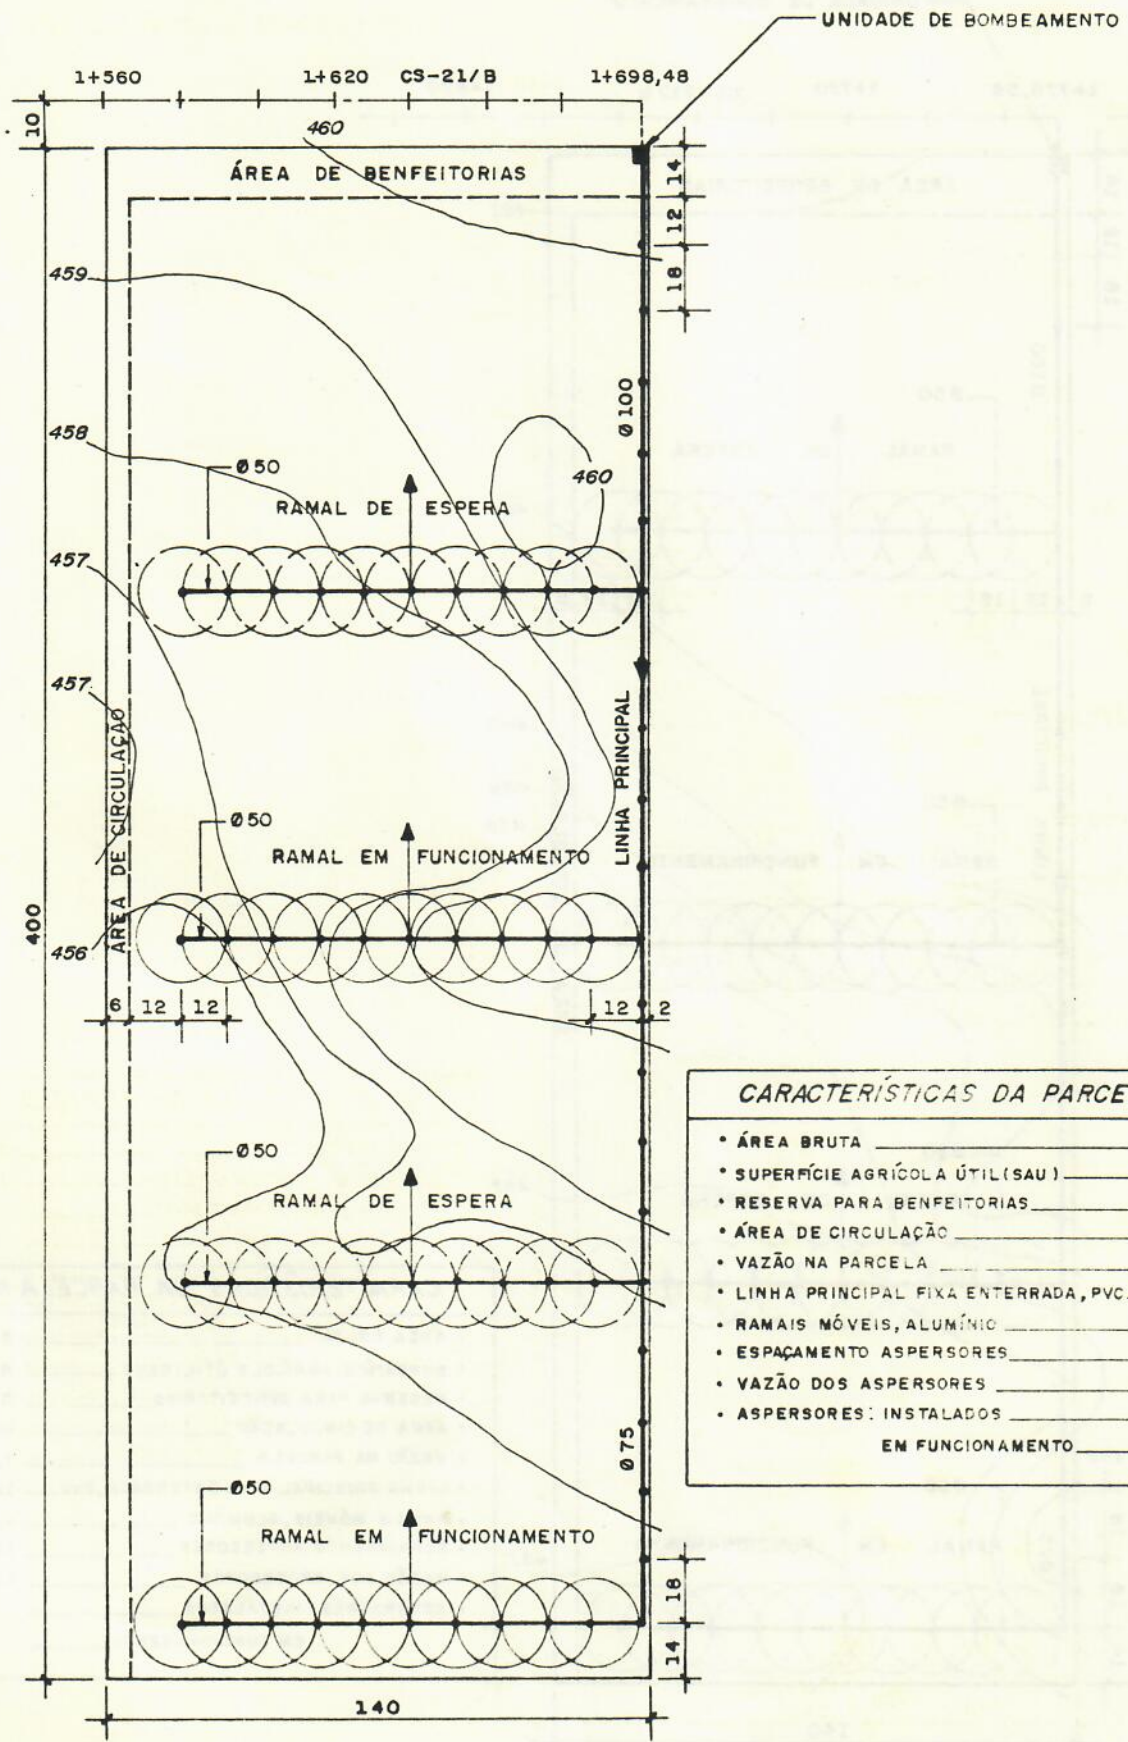 UNIDADE DE BOMBEAMENTO
1+560 1+620 CS-21/B 1+698,48
10
460
ÁREA DE BENFEITORIAS
14
12
18
459
Ø100
458
Ø50
460
RAMAL DE ESPERA
457
457
ÁREA DE CIRCULAÇÃO
LINHA PRINCIPAL
Ø50
RAMAL EM FUNCIONAMENTO
400
456
6 12 12 12 2
CARACTERÍSTICAS DA PARCE
• ÁREA BRUTA
• SUPERFÍCIE AGRÍCOLA ÚTIL (SAU)
• RESERVA PARA BENFEITORIAS
• ÁREA DE CIRCULAÇÃO
• VAZÃO NA PARCELA
• LINHA PRINCIPAL FIXA ENTERRADA, PVC
• RAMAIS MÓVEIS, ALUMÍNIO
• ESPAÇAMENTO ASPERSORES
• VAZÃO DOS ASPERSORES
• ASPERSORES: INSTALADOS
EM FUNCIONAMENTO
Ø50
RAMAL DE ESPERA
Ø75
Ø50
RAMAL EM FUNCIONAMENTO
18
14
140